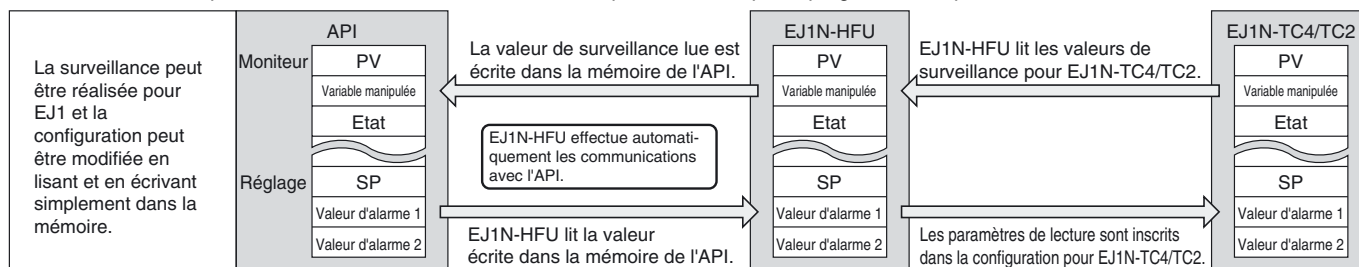 La surveillance peut
être réalisée pour
EJ1 et la
configuration peut
être modifiée en
lisant et en écrivant
simplement dans la
mémoire.
API
Moniteur
PV
Variable manipulée
Etat
Réglage
SP
Valeur d'alarme 1
Valeur d'alarme 2
La valeur de surveillance lue est
écrite dans la mémoire de l'API.
EJ1N-HFU effectue automati-
quement les communications
avec l'API.
EJ1N-HFU lit la valeur
écrite dans la mémoire de l'API.
EJ1N-HFU
PV
Variable manipulée
Etat
SP
Valeur d'alarme 1
Valeur d'alarme 2
EJ1N-HFU lit les valeurs de
surveillance pour EJ1N-TC4/TC2.
Les paramètres de lecture sont inscrits
dans la configuration pour EJ1N-TC4/TC2.
EJ1N-TC4/TC2
PV
Variable manipulée
Etat
SP
Valeur d'alarme 1
Valeur d'alarme 2